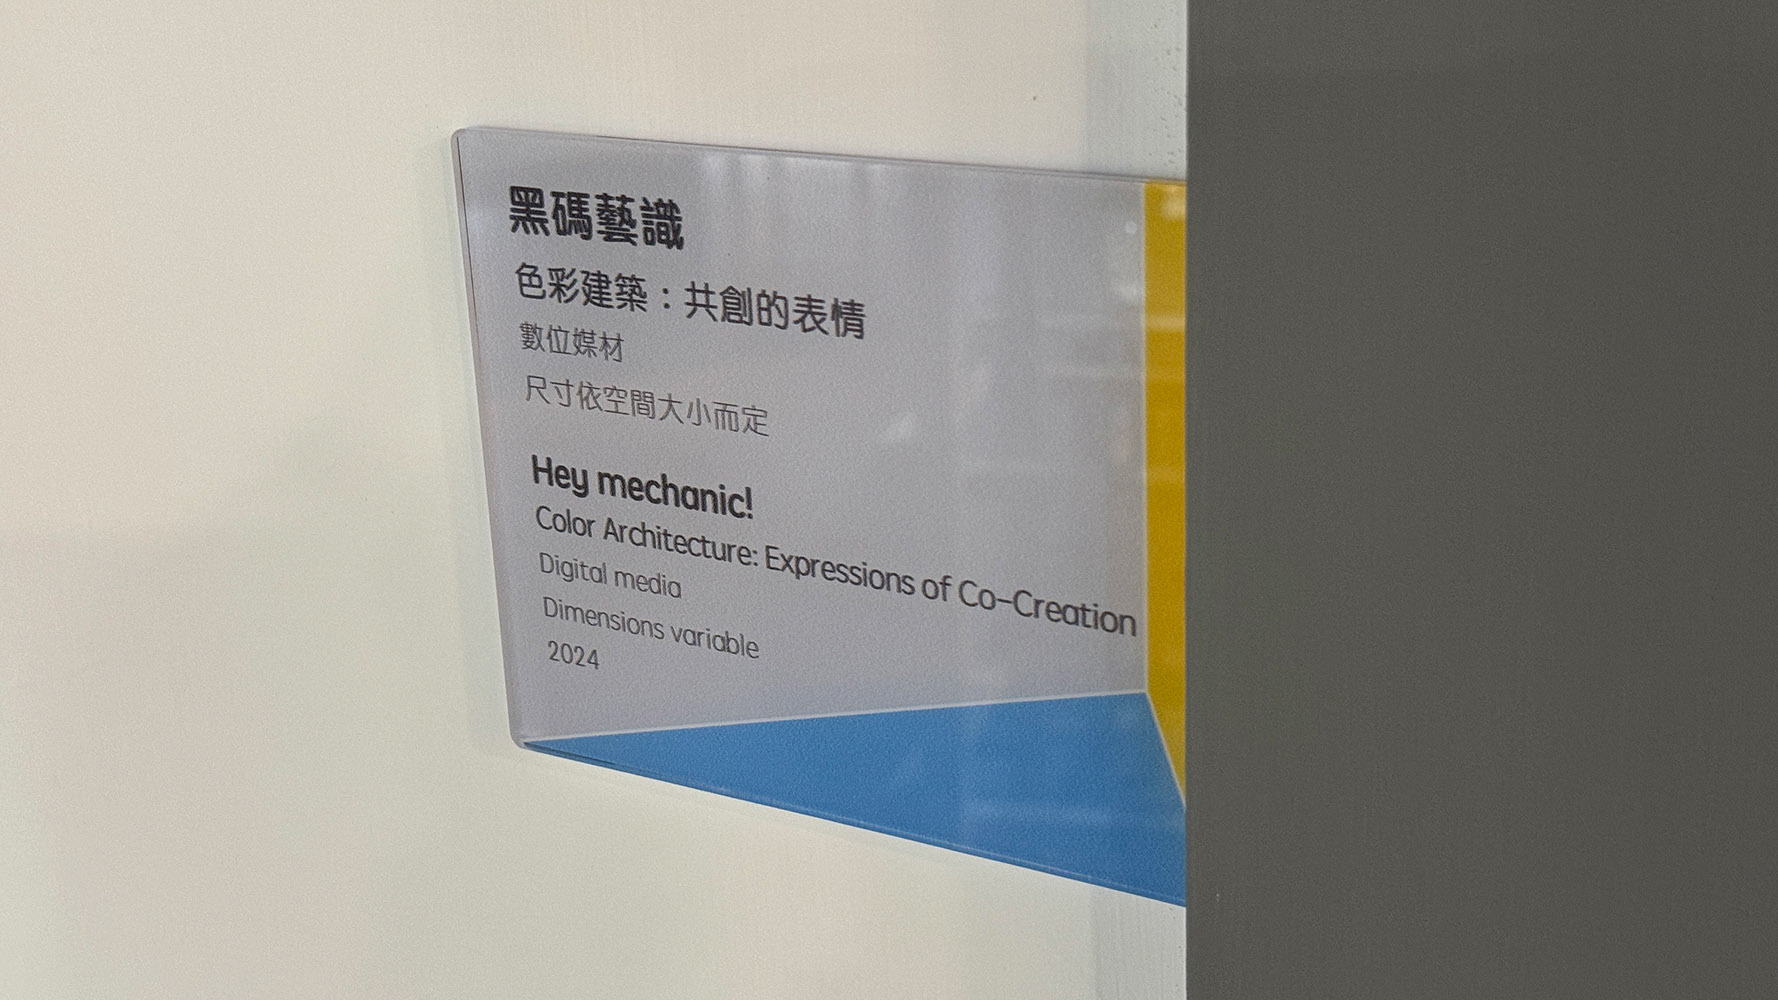 黑碼藝識
色彩建築：共創的表情
數位媒材
尺寸依空間大小而定
Hey mechanic!
Color Architecture: Expressions of Co-Creation
Digital media
Dimensions variable
2024